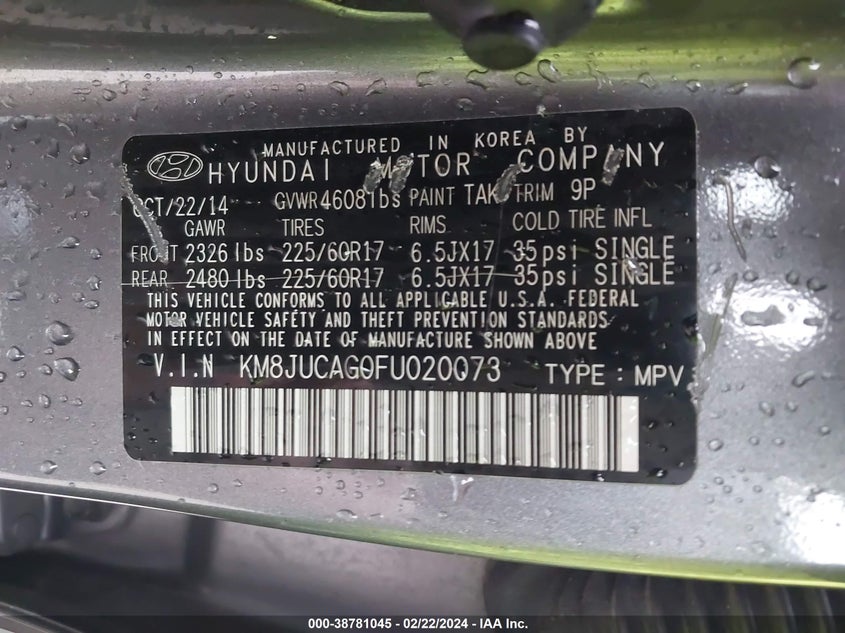 MANUFACTURED IN KOREA BY
HYUNDAI MOTOR COMPANY
OCT/22/14 GVWR 4608lbs PAINT TAK TRIM 9P
GAWR TIRES RIMS COLD TIRE INFL
FRONT 2326 lbs 225/60R17 6.5JX17 35psi SINGLE
REAR 2480 lbs 225/60R17 6.5JX17 35psi SINGLE
THIS VEHICLE CONFORMS TO ALL APPLICABLE U.S.A. FEDERAL
MOTOR VEHICLE SAFETY AND THEFT PREVENTION STANDARDS
IN EFFECT ON THE DATE OF MANUFACTURE SHOWN ABOVE
V.I.N KM8JUCAG0FU020073 TYPE : MPV
000-38781045 - 02/22/2024 - IAA Inc.